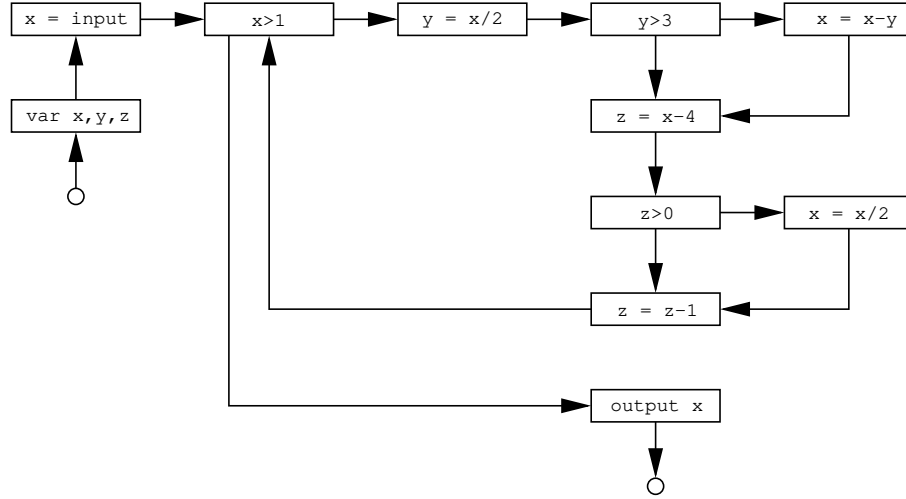 x = input
x>1
y = x/2
y>3
x = x−y
var x,y,z
z = x−4
z>0
x = x/2
z = z−1
output x